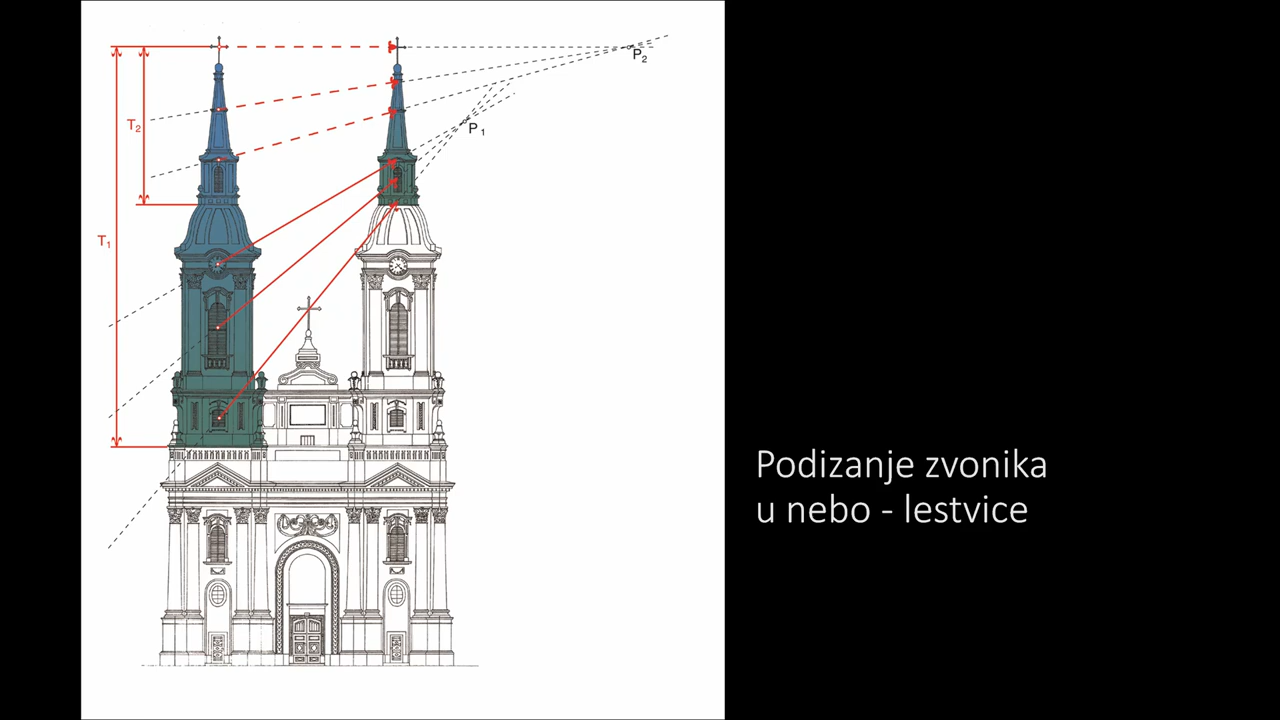 P2
T2
P1
T1
Podizanje zvonika
u nebo - lestvice